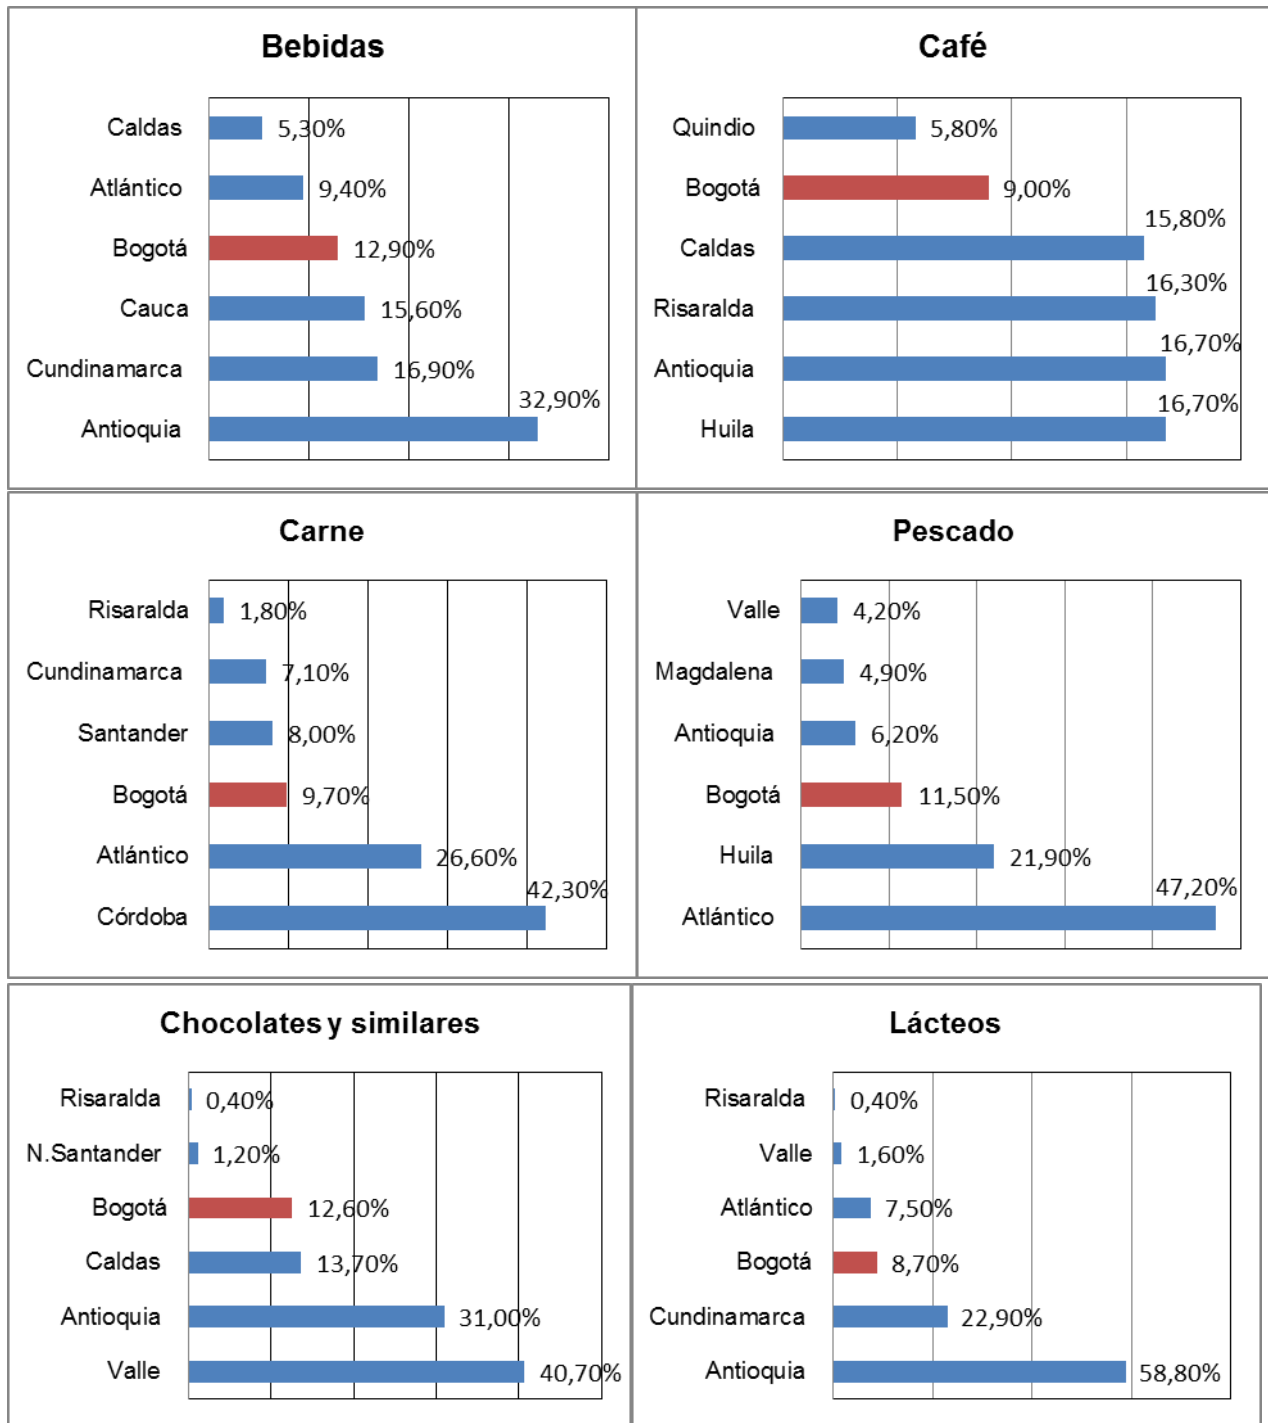 Bebidas
Caldas 5,30%
Atlántico 9,40%
Bogotá 12,90%
Cauca 15,60%
Cundinamarca 16,90%
Antioquia 32,90%
Café
Quindio 5,80%
Bogotá 9,00%
Caldas 15,80%
Risaralda 16,30%
Antioquia 16,70%
Huila 16,70%
Carne
Risaralda 1,80%
Cundinamarca 7,10%
Santander 8,00%
Bogotá 9,70%
Atlántico 26,60%
Córdoba 42,30%
Pescado
Valle 4,20%
Magdalena 4,90%
Antioquia 6,20%
Bogotá 11,50%
Huila 21,90%
Atlántico 47,20%
Chocolates y similares
Risaralda 0,40%
N.Santander 1,20%
Bogotá 12,60%
Caldas 13,70%
Antioquia 31,00%
Valle 40,70%
Lácteos
Risaralda 0,40%
Valle 1,60%
Atlántico 7,50%
Bogotá 8,70%
Cundinamarca 22,90%
Antioquia 58,80%